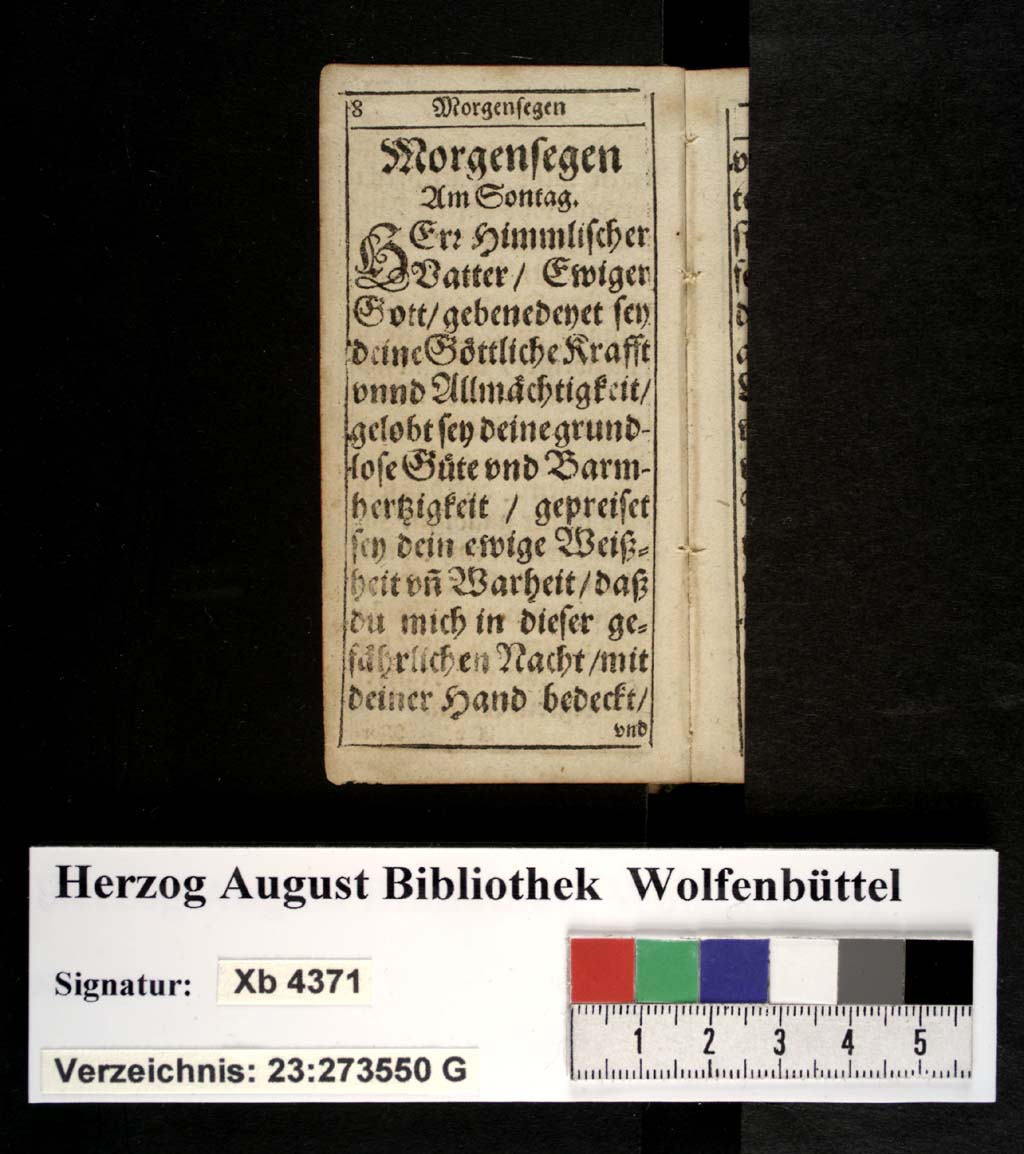 8 Morgensegen
Morgensegen
Am Sontag.
HErꝛ Himmlischer
Vatter / Ewiger
Gott / gebenedeyet sey
deine Göttliche Krafft
vnnd Allmächtigkeit /
gelobt sey deine grund-
lose Güte vnd Barm-
hertzigkeit / gepreiset
sey dein ewige Weiß-
heit vñ Warheit / daß
du mich in dieser ge-
fährlichen Nacht / mit
deiner Hand bedeckt /
vnd
Herzog August Bibliothek Wolfenbüttel
Signatur: Xb 4371
Verzeichnis: 23:273550 G
1 2 3 4 5